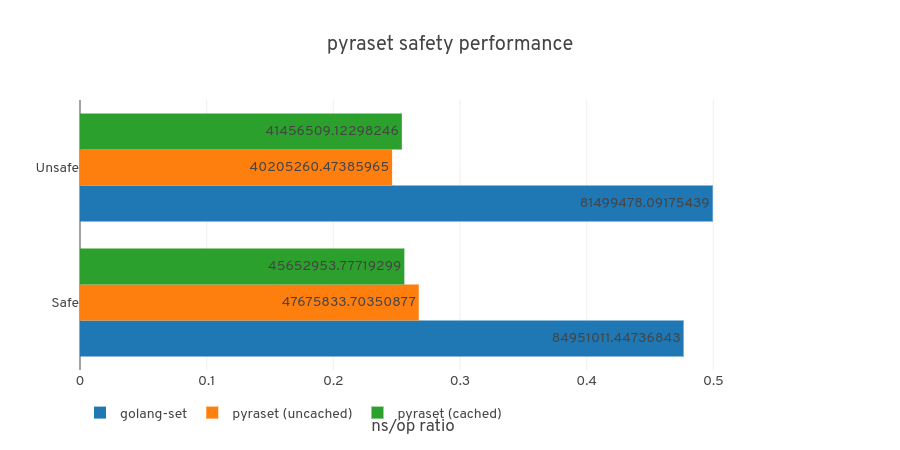 pyraset safety performance
Unsafe
41456509.12298246
40205260.47385965
81499478.09175439
Safe
45652953.77719299
47675833.70350877
84951011.44736843
0 0.1 0.2 0.3 0.4 0.5
golang-set pyraset (uncached) pyraset (cached)
ns/op ratio